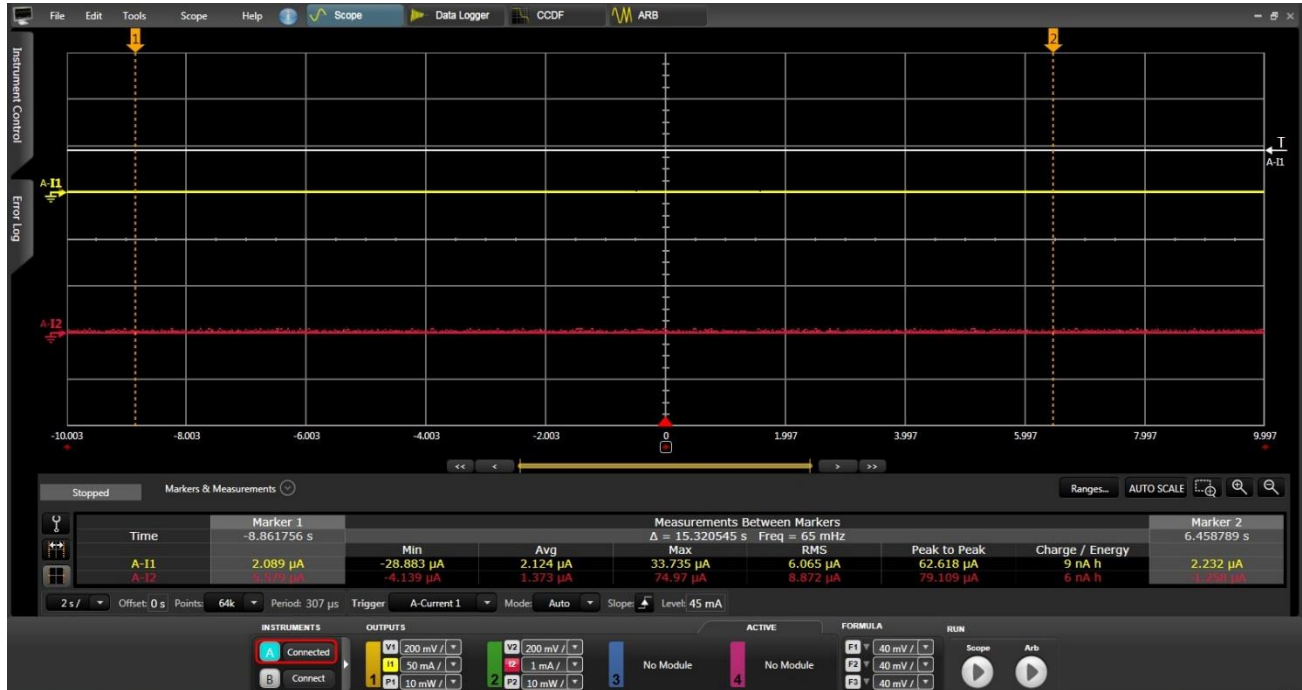 File Edit Tools Scope Help Scope Data Logger CCDF ARB
Instrument Control
Error Log
1
2
T
A-I1
A-I1
A-I2
-10.003 -8.003 -6.003 -4.003 -2.003 0 1.997 3.997 5.997 7.997 9.997
<< < > >>
Stopped Markers & Measurements Ranges... AUTO SCALE
Marker 1 Measurements Between Markers Marker 2
Time -8.861756 s Δ = 15.320545 s Freq = 65 mHz 6.458789 s
Min Avg Max RMS Peak to Peak Charge / Energy
A-I1 2.089 µA -28.883 µA 2.124 µA 33.735 µA 6.065 µA 62.618 µA 9 nA h 2.232 µA
A-I2 5.579 µA -4.139 µA 1.373 µA 74.97 µA 8.872 µA 79.109 µA 6 nA h -1.258 µA
2 s/ Offset: 0 s Points: 64k Period: 307 µs Trigger A-Current 1 Mode: Auto Slope: Level: 45 mA
INSTRUMENTS OUTPUTS ACTIVE FORMULA RUN
A Connected V1 200 mV / V2 200 mV / F1 40 mV / Scope Arb
I1 50 mA / I2 1 mA / No Module No Module F2 40 mV /
B Connect 1 P1 10 mW / 2 P2 10 mW / 3 4 F3 40 mV /